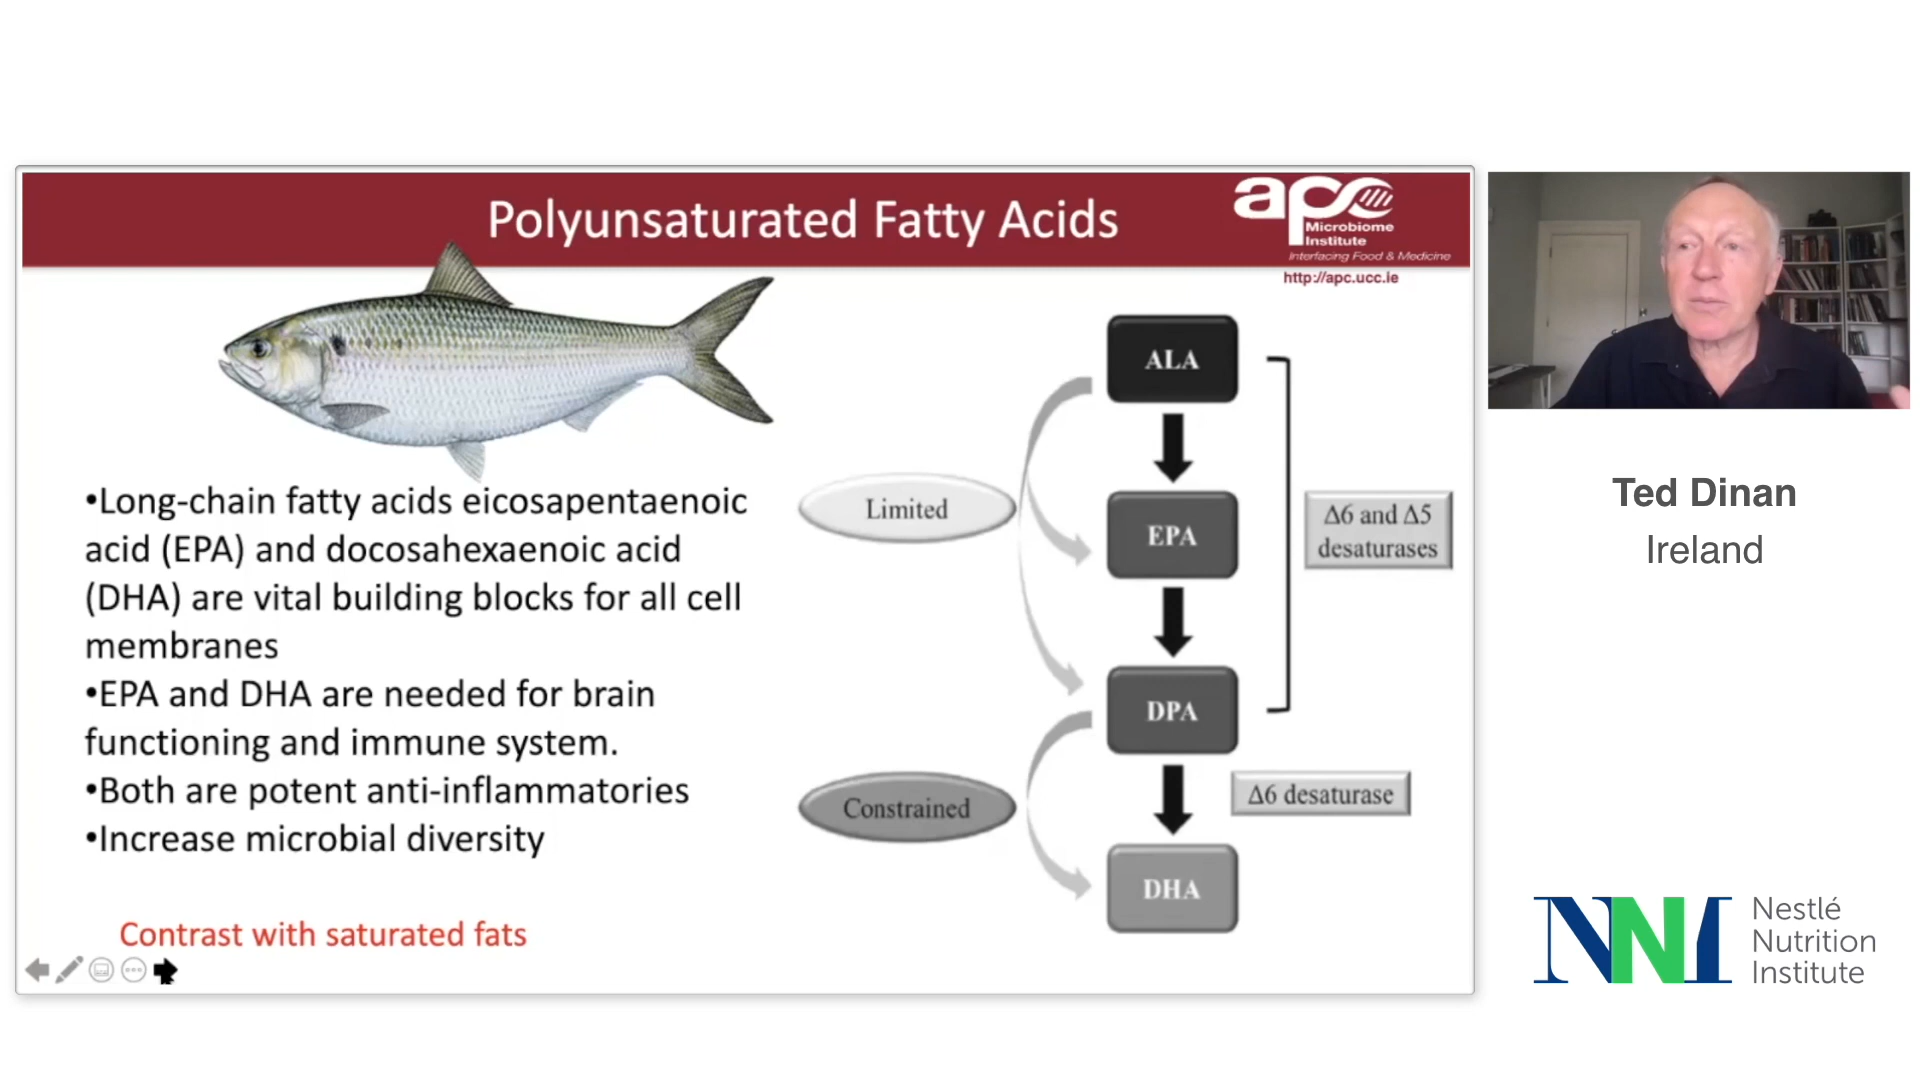 Polyunsaturated Fatty Acids
apc
Microbiome
Institute
Interfacing Food & Medicine
http://apc.ucc.ie
•Long-chain fatty acids eicosapentaenoic
acid (EPA) and docosahexaenoic acid
(DHA) are vital building blocks for all cell
membranes
•EPA and DHA are needed for brain
functioning and immune system.
•Both are potent anti-inflammatories
•Increase microbial diversity
Contrast with saturated fats
ALA
Limited
EPA
Δ6 and Δ5
desaturases
DPA
Constrained
Δ6 desaturase
DHA
Ted Dinan
Ireland
NNI
Nestlé
Nutrition
Institute